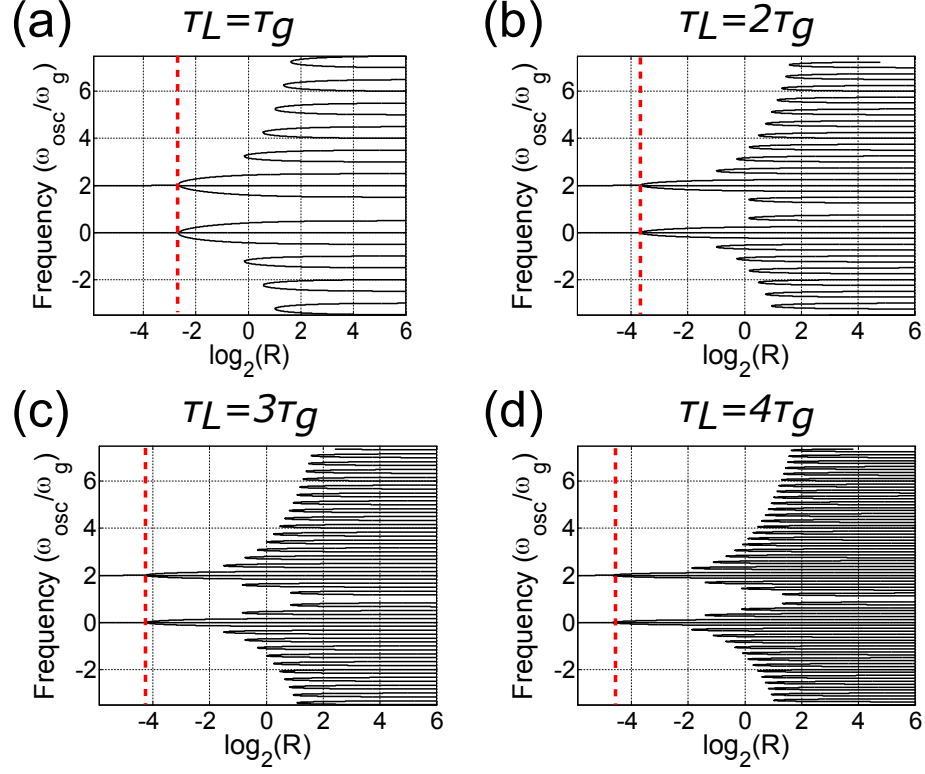 (a) τL=τg
Frequency (ωosc/ωg)
6
4
2
0
-2
-4 -2 0 2 4 6
log2(R)
(b) τL=2τg
Frequency (ωosc/ωg)
6
4
2
0
-2
-4 -2 0 2 4 6
log2(R)
(c) τL=3τg
Frequency (ωosc/ωg)
6
4
2
0
-2
-4 -2 0 2 4 6
log2(R)
(d) τL=4τg
Frequency (ωosc/ωg)
6
4
2
0
-2
-4 -2 0 2 4 6
log2(R)